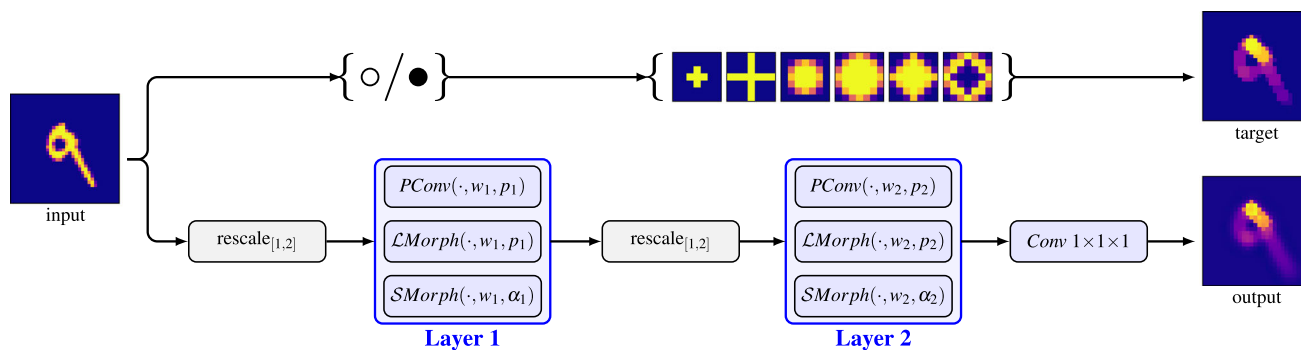 target
input
PConv(·, w₁, p₁)
PConv(·, w₂, p₂)
rescale[1,2]
ℒMorph(·, w₁, p₁)
rescale[1,2]
ℒMorph(·, w₂, p₂)
Conv 1×1×1
𝒮Morph(·, w₁, α₁)
𝒮Morph(·, w₂, α₂)
output
Layer 1
Layer 2